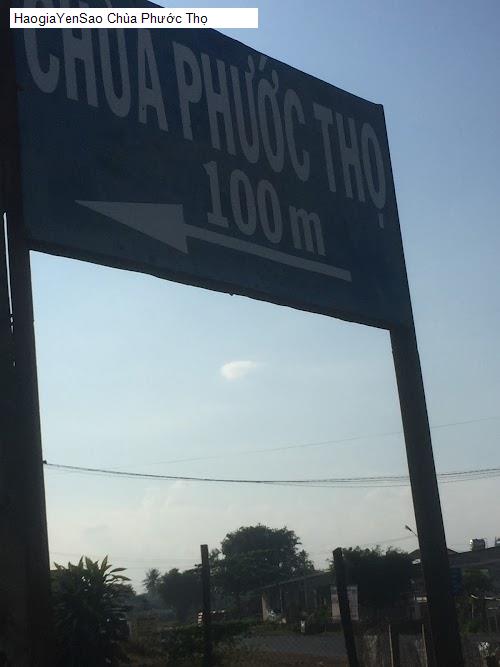 HaogiaYenSao Chùa Phước Thọ
CHÙA PHƯỚC THỌ
100 m